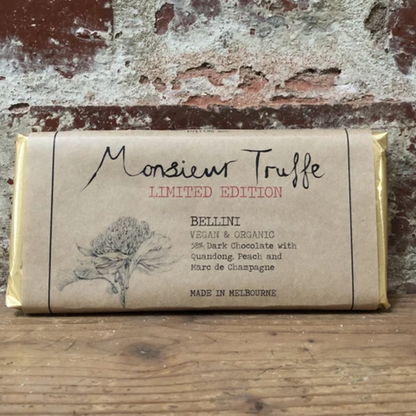 Monsieur Truffe
LIMITED EDITION
BELLINI
VEGAN & ORGANIC
58% Dark Chocolate with
Quandong, Peach and
Marc de Champagne
MADE IN MELBOURNE